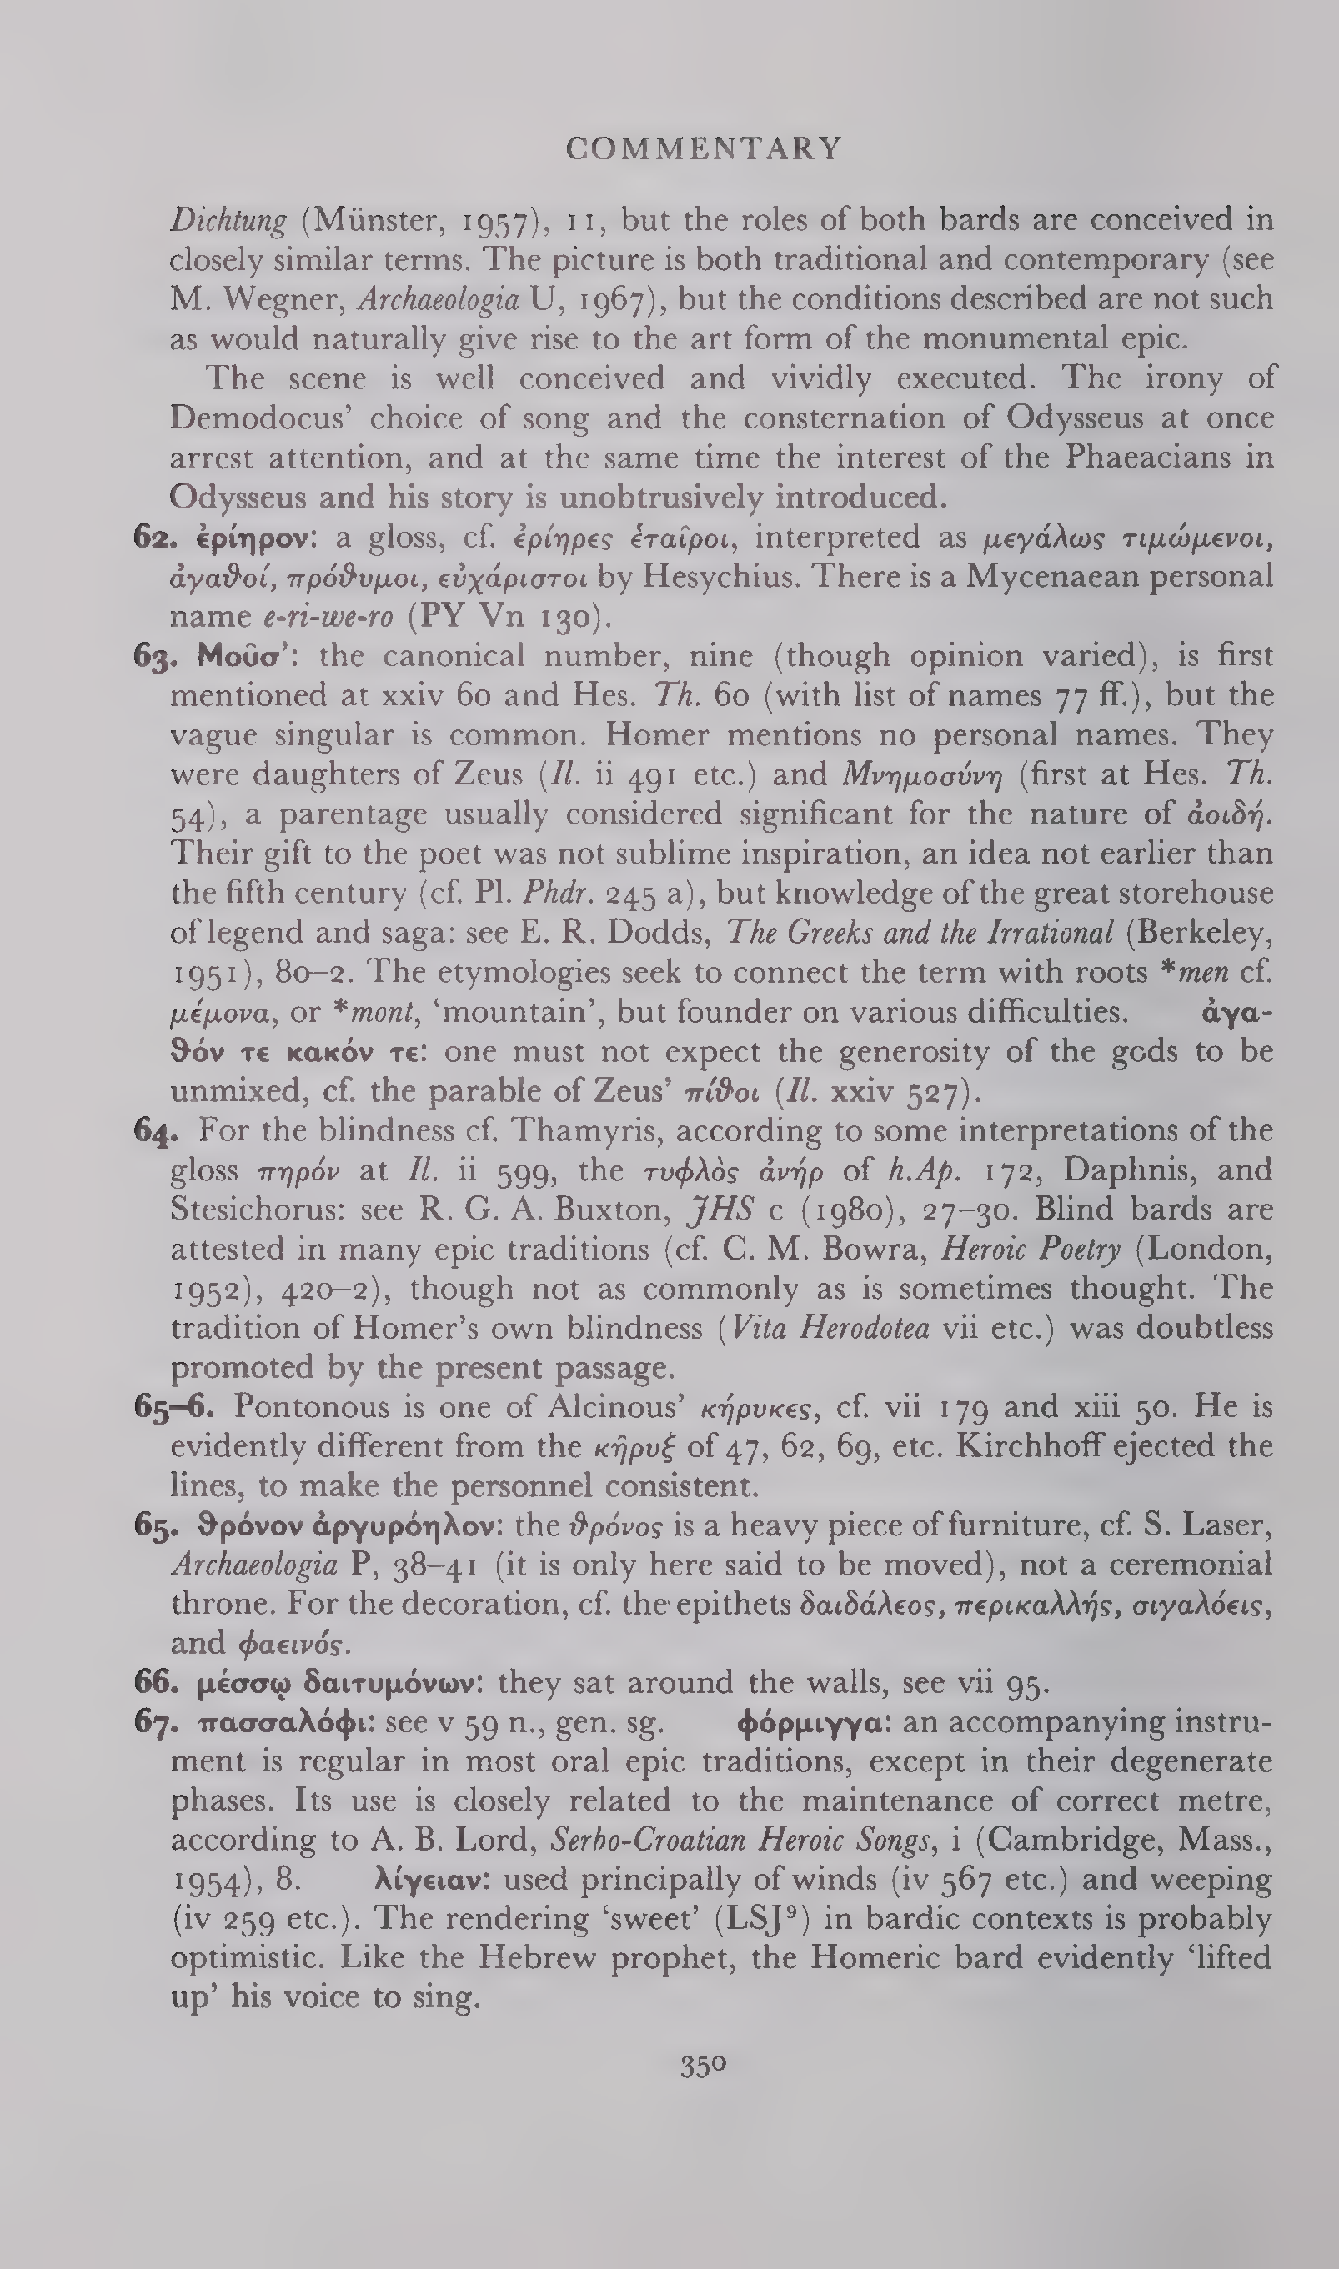 COMMENTARY
Dichtung (Münster, 1957), 11, but the roles of both bards are conceived in
closely similar terms. The picture is both traditional and contemporary (see
M. Wegner, Archaeologia U, 1967), but the conditions described are not such
as would naturally give rise to the art form of the monumental epic.
The scene is well conceived and vividly executed. The irony of
Demodocus’ choice of song and the consternation of Odysseus at once
arrest attention, and at the same time the interest of the Phaeacians in
Odysseus and his story is unobtrusively introduced.
62. ἐρίηρον: a gloss, cf. ἐρίηρες ἑταῖροι, interpreted as μεγάλως τιμώμενοι,
ἀγαϑοί, πρόϑυμοι, εὐχάριστοι by Hesychius. There is a Mycenaean personal
name e-ri-we-ro (PY Vn 130).
63. Μοῦσ’: the canonical number, nine (though opinion varied), is first
mentioned at xxiv 60 and Hes. Th. 60 (with list of names 77 ff.), but the
vague singular is common. Homer mentions no personal names. They
were daughters of Zeus (Il. ii 491 etc.) and Μνημοσύνη (first at Hes. Th.
54), a parentage usually considered significant for the nature of ἀοιδή.
Their gift to the poet was not sublime inspiration, an idea not earlier than
the fifth century (cf. Pl. Phdr. 245 a), but knowledge of the great storehouse
of legend and saga: see E. R. Dodds, The Greeks and the Irrational (Berkeley,
1951), 80–2. The etymologies seek to connect the term with roots *men cf.
μέμονα, or *mont, ‘mountain’, but founder on various difficulties. ἀγα-
ϑόν τε κακόν τε: one must not expect the generosity of the gods to be
unmixed, cf. the parable of Zeus’ πίϑοι (Il. xxiv 527).
64. For the blindness cf. Thamyris, according to some interpretations of the
gloss πηρόν at Il. ii 599, the τυφλὸς ἀνήρ of h.Ap. 172, Daphnis, and
Stesichorus: see R. G. A. Buxton, JHS c (1980), 27–30. Blind bards are
attested in many epic traditions (cf. C. M. Bowra, Heroic Poetry (London,
1952), 420–2), though not as commonly as is sometimes thought. The
tradition of Homer’s own blindness (Vita Herodotea vii etc.) was doubtless
promoted by the present passage.
65–6. Pontonous is one of Alcinous’ κήρυκες, cf. vii 179 and xiii 50. He is
evidently different from the κῆρυξ of 47, 62, 69, etc. Kirchhoff ejected the
lines, to make the personnel consistent.
65. ϑρόνον ἀργυρόηλον: the ϑρόνος is a heavy piece of furniture, cf. S. Laser,
Archaeologia P, 38–41 (it is only here said to be moved), not a ceremonial
throne. For the decoration, cf. the epithets δαιδάλεος, περικαλλής, σιγαλόεις,
and φαεινός.
66. μέσσῳ δαιτυμόνων: they sat around the walls, see vii 95.
67. πασσαλόφι: see v 59 n., gen. sg. φόρμιγγα: an accompanying instru-
ment is regular in most oral epic traditions, except in their degenerate
phases. Its use is closely related to the maintenance of correct metre,
according to A. B. Lord, Serbo-Croatian Heroic Songs, i (Cambridge, Mass.,
1954), 8. λίγειαν: used principally of winds (iv 567 etc.) and weeping
(iv 259 etc.). The rendering ‘sweet’ (LSJ⁹) in bardic contexts is probably
optimistic. Like the Hebrew prophet, the Homeric bard evidently ‘lifted
up’ his voice to sing.
350